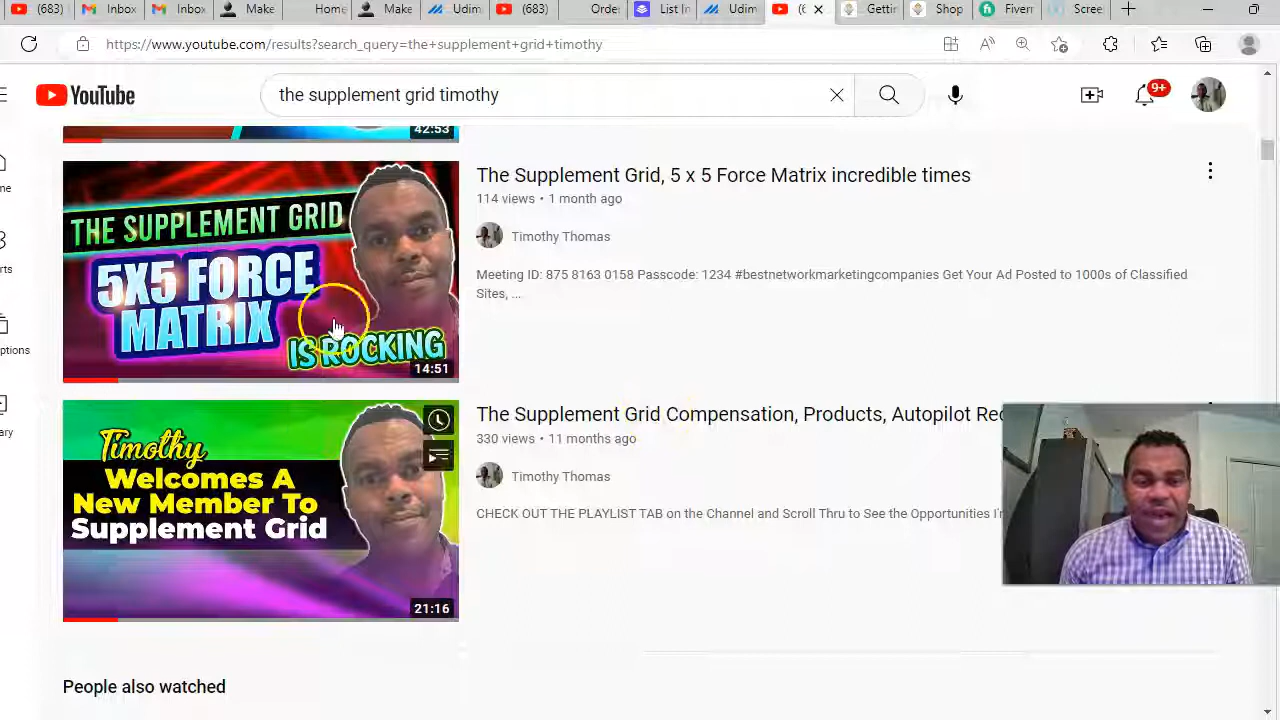 (683) Inbox Inbox Make Home Make Udim (683) Order List In Udim (6 Gettin Shop Fiverr Scree
https://www.youtube.com/results?search_query=the+supplement+grid+timothy
YouTube
the supplement grid timothy
9+
42:53
THE SUPPLEMENT GRID
5X5 FORCE
MATRIX
IS ROCKING
14:51
The Supplement Grid, 5 x 5 Force Matrix incredible times
114 views • 1 month ago
Timothy Thomas
Meeting ID: 875 8163 0158 Passcode: 1234 #bestnetworkmarketingcompanies Get Your Ad Posted to 1000s of Classified
Sites, ...
Timothy
Welcomes A
New Member To
Supplement Grid
21:16
The Supplement Grid Compensation, Products, Autopilot Rec
330 views • 11 months ago
Timothy Thomas
CHECK OUT THE PLAYLIST TAB on the Channel and Scroll Thru to See the Opportunities I'
People also watched